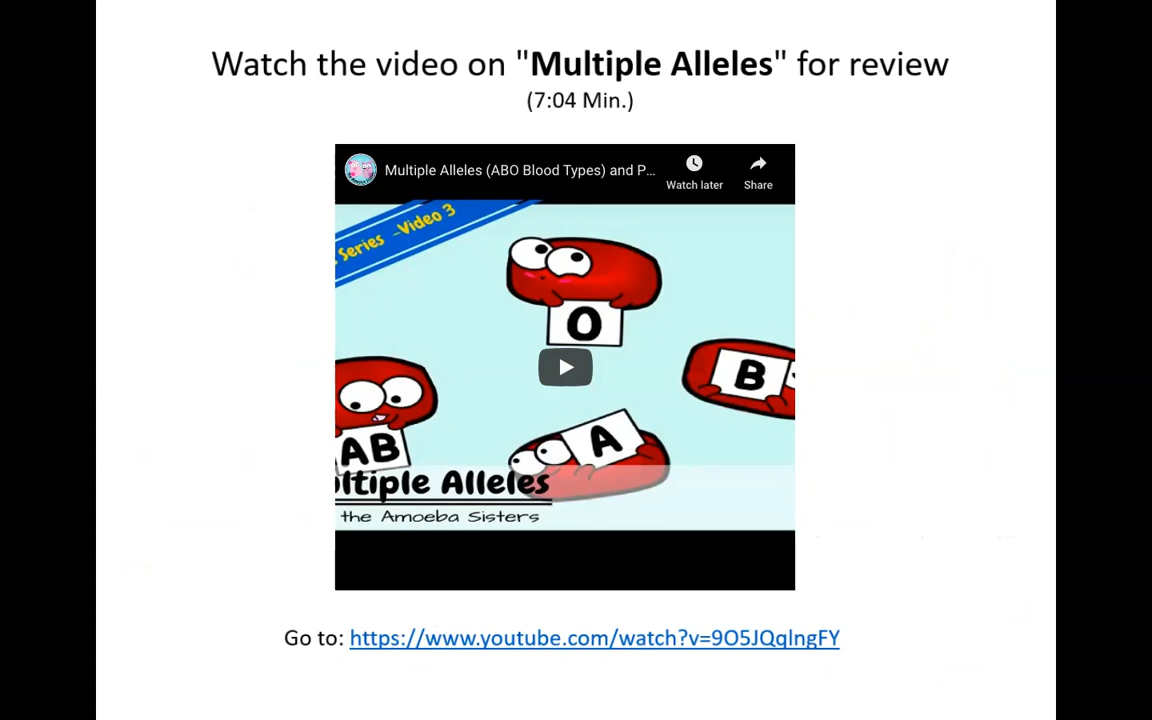 Watch the video on "Multiple Alleles" for review
(7:04 Min.)
Multiple Alleles (ABO Blood Types) and P...
Watch later
Share
Series -Video 3
O
B
A
AB
ltiple Alleles
the Amoeba Sisters
Go to: https://www.youtube.com/watch?v=9O5JQqlngFY